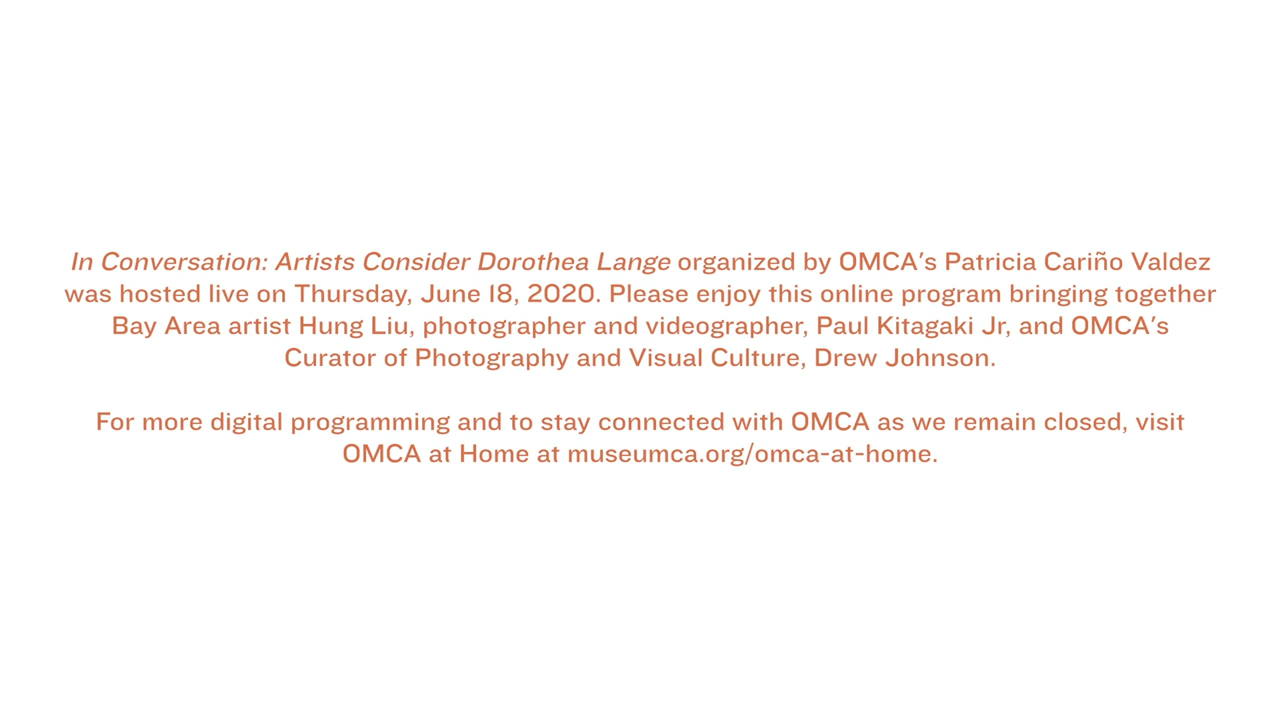 In Conversation: Artists Consider Dorothea Lange organized by OMCA's Patricia Cariño Valdez
was hosted live on Thursday, June 18, 2020. Please enjoy this online program bringing together
Bay Area artist Hung Liu, photographer and videographer, Paul Kitagaki Jr, and OMCA's
Curator of Photography and Visual Culture, Drew Johnson.
For more digital programming and to stay connected with OMCA as we remain closed, visit
OMCA at Home at museumca.org/omca-at-home.